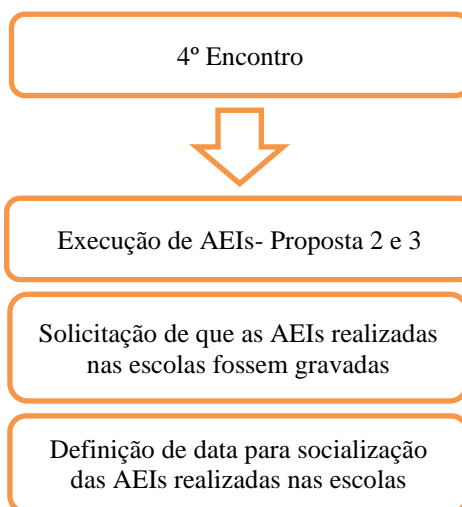 4º Encontro
Execução de AEIs- Proposta 2 e 3
Solicitação de que as AEIs realizadas
nas escolas fossem gravadas
Definição de data para socialização
das AEIs realizadas nas escolas